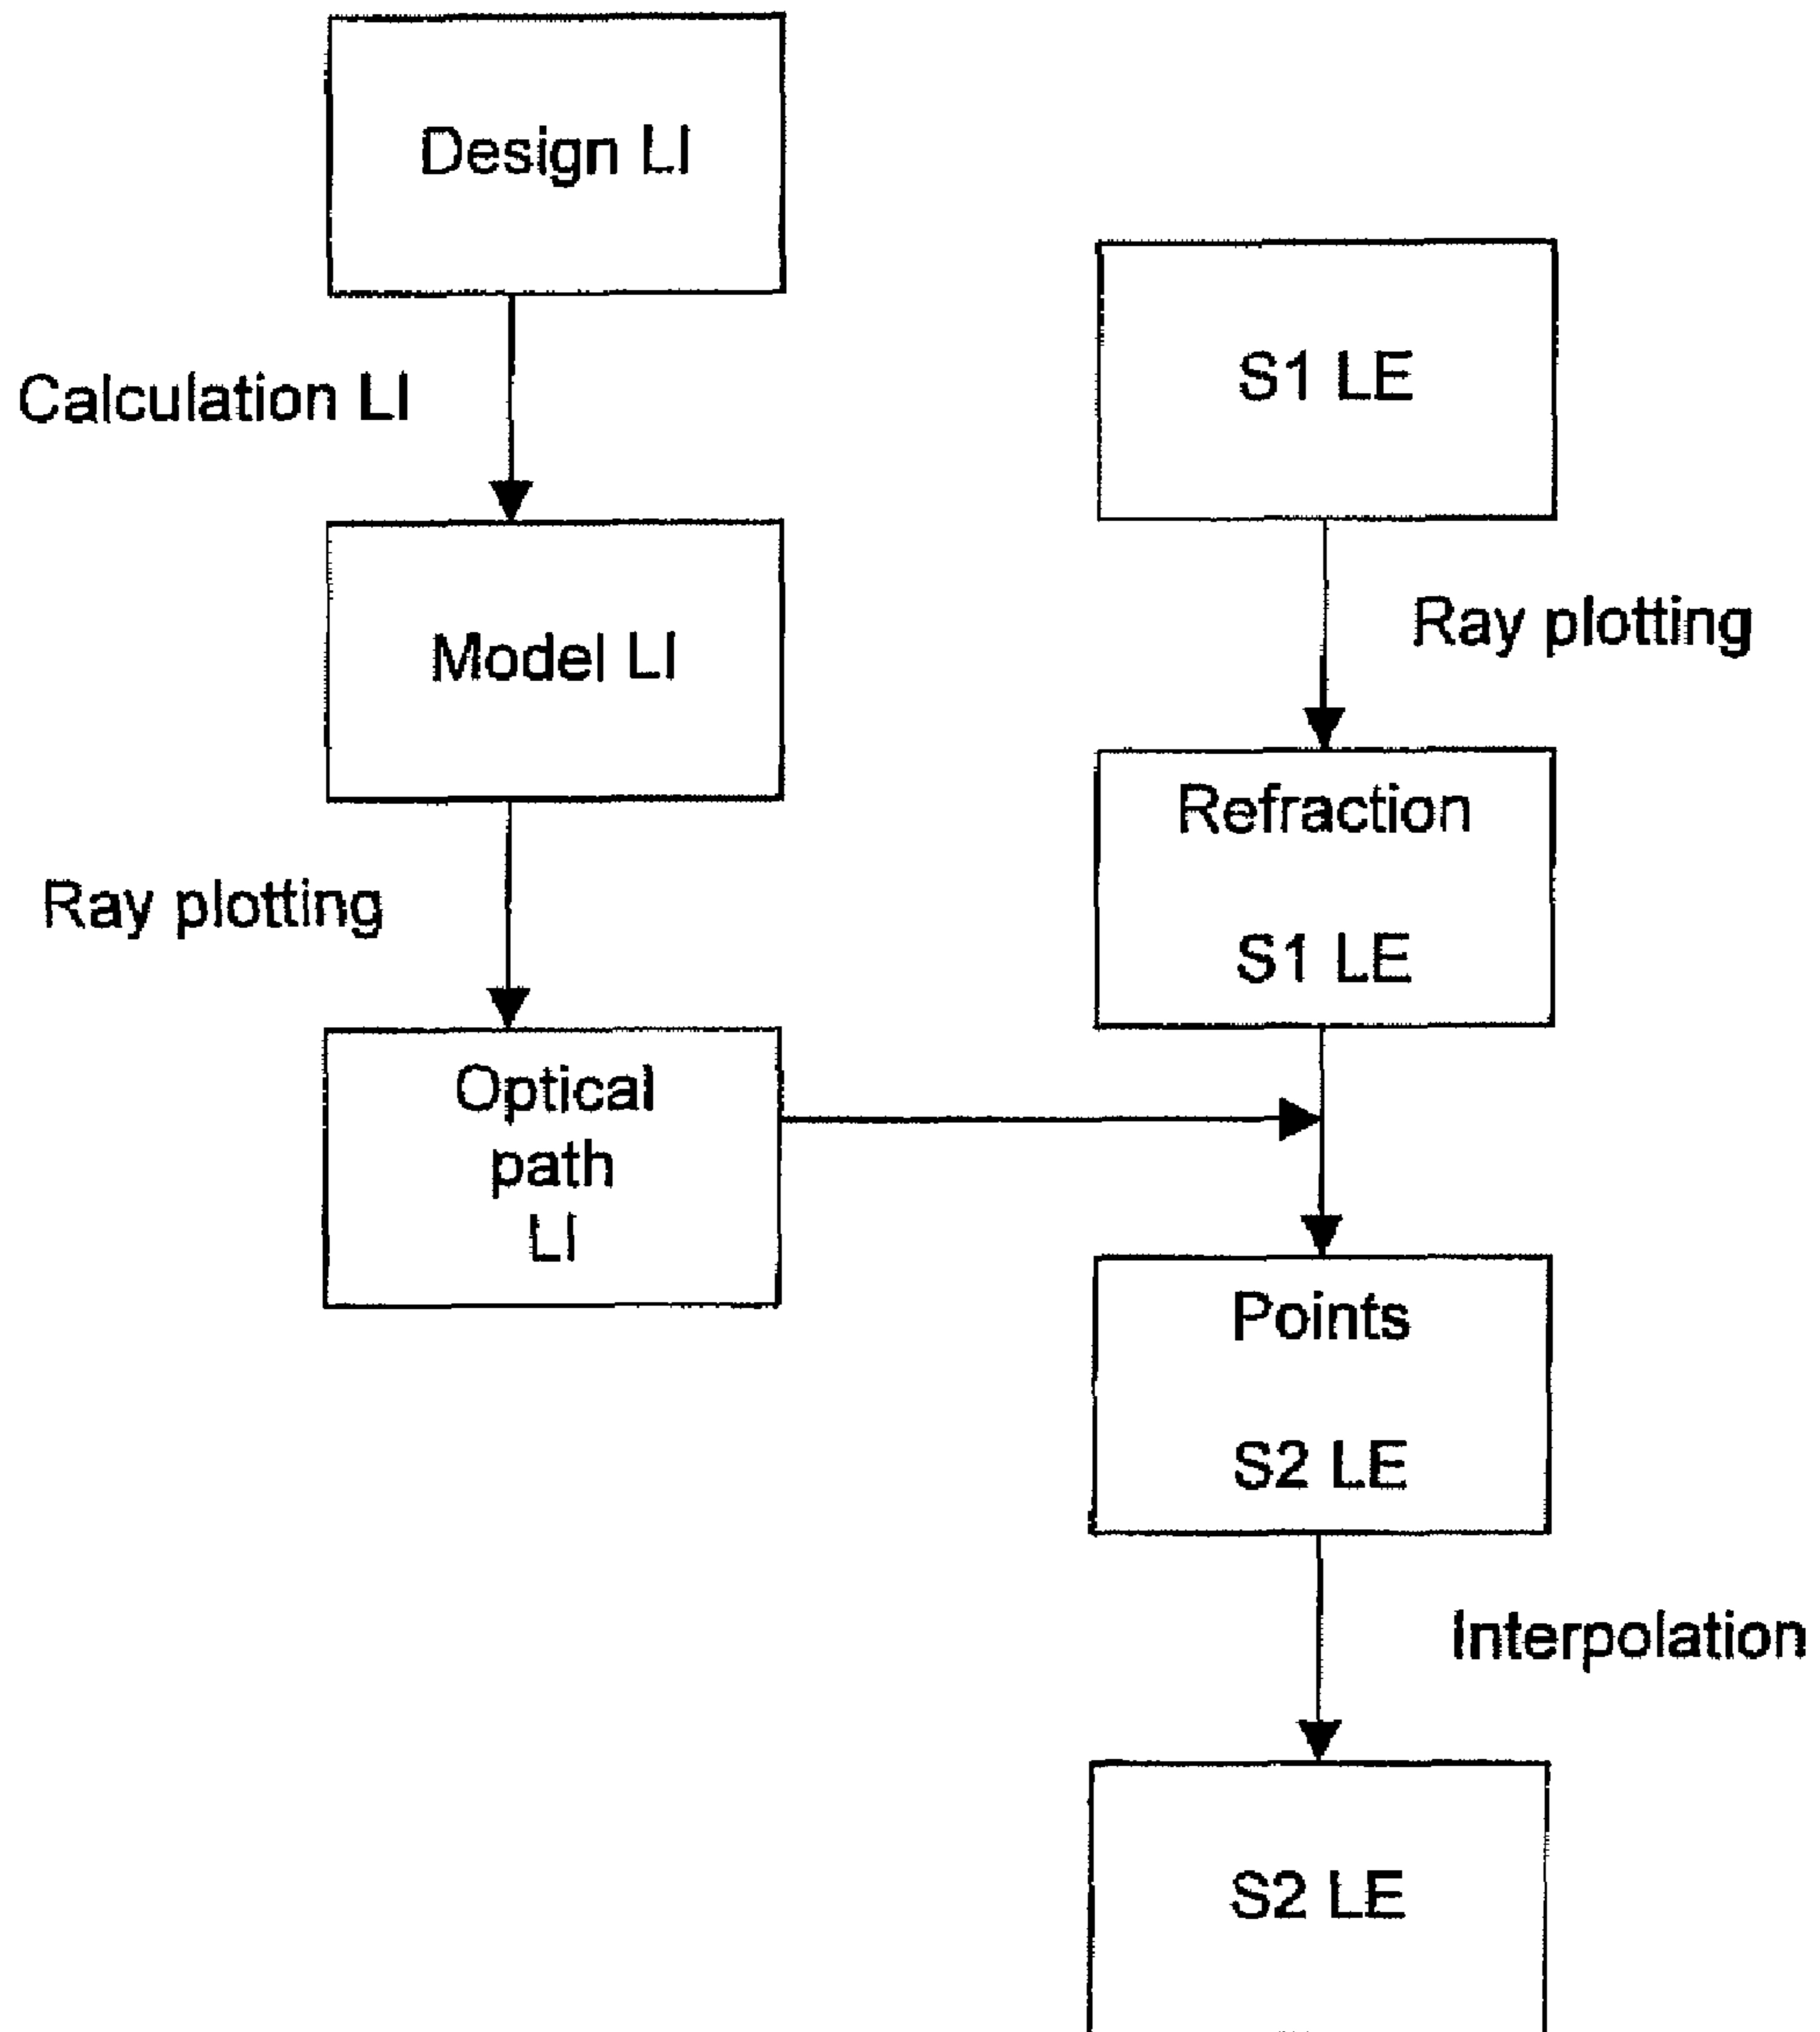 Design LI
Calculation LI
Model LI
Ray plotting
Optical
path
LI
S1 LE
Ray plotting
Refraction
S1 LE
Points
S2 LE
Interpolation
S2 LE